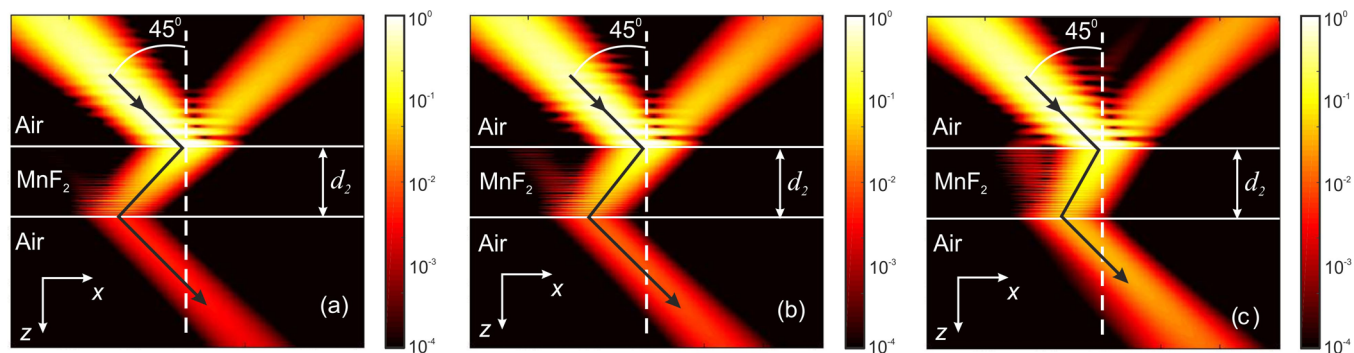 45⁰
Air
MnF₂
d₂
Air
x
z
(a)
10⁰
10⁻¹
10⁻²
10⁻³
10⁻⁴
45⁰
Air
MnF₂
d₂
Air
x
z
(b)
10⁰
10⁻¹
10⁻²
10⁻³
10⁻⁴
45⁰
Air
MnF₂
d₂
Air
x
z
(c)
10⁰
10⁻¹
10⁻²
10⁻³
10⁻⁴